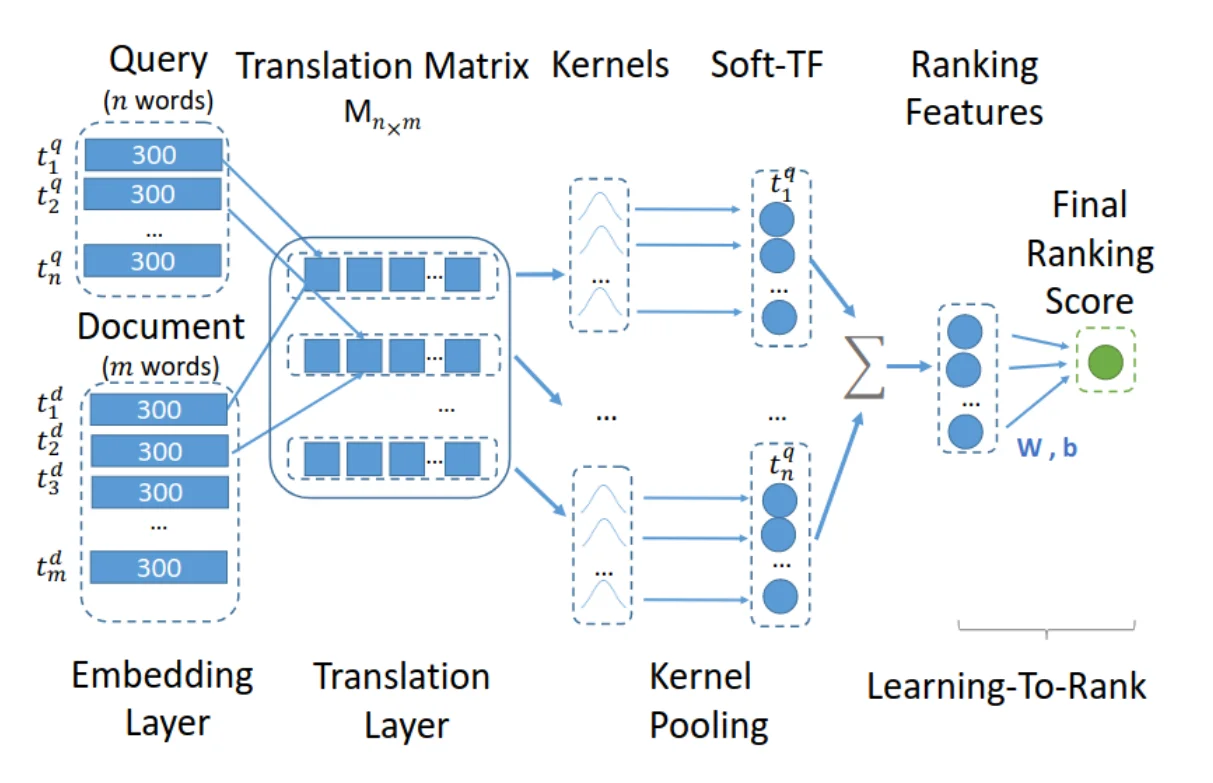 Query
(n words)
t_1^q
300
t_2^q
300
...
t_n^q
300
Document
(m words)
t_1^d
300
t_2^d
300
t_3^d
300
...
t_m^d
300
Embedding
Layer
Translation Matrix
M_{n×m}
...
...
...
...
Translation
Layer
Kernels
...
...
...
Soft-TF
t_1^q
...
...
t_n^q
...
Kernel
Pooling
∑
Ranking
Features
...
W , b
Final
Ranking
Score
Learning-To-Rank